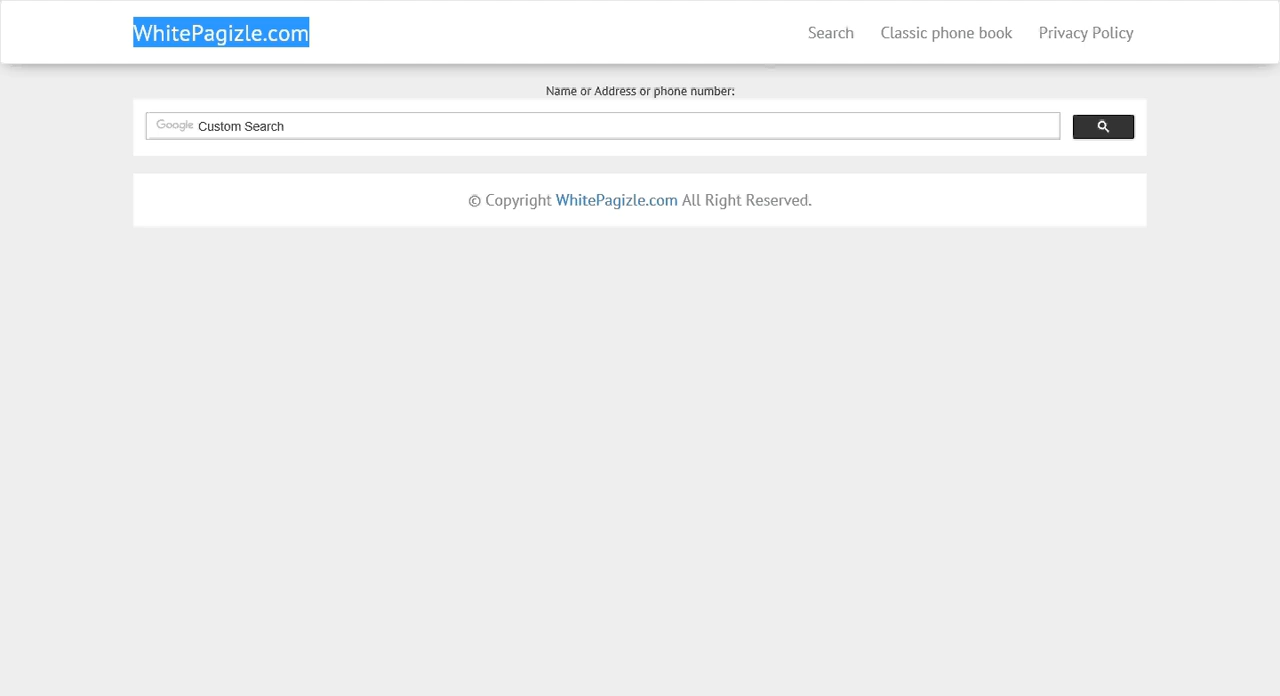 WhitePagizle.com Search Classic phone book Privacy Policy
Name or Address or phone number:
Google Custom Search
© Copyright WhitePagizle.com All Right Reserved.